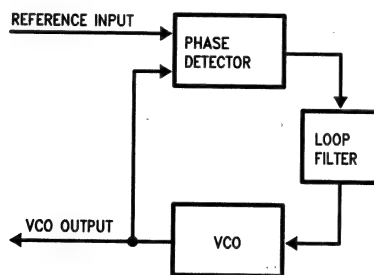 REFERENCE INPUT
PHASE
DETECTOR
LOOP
FILTER
VCO OUTPUT
VCO